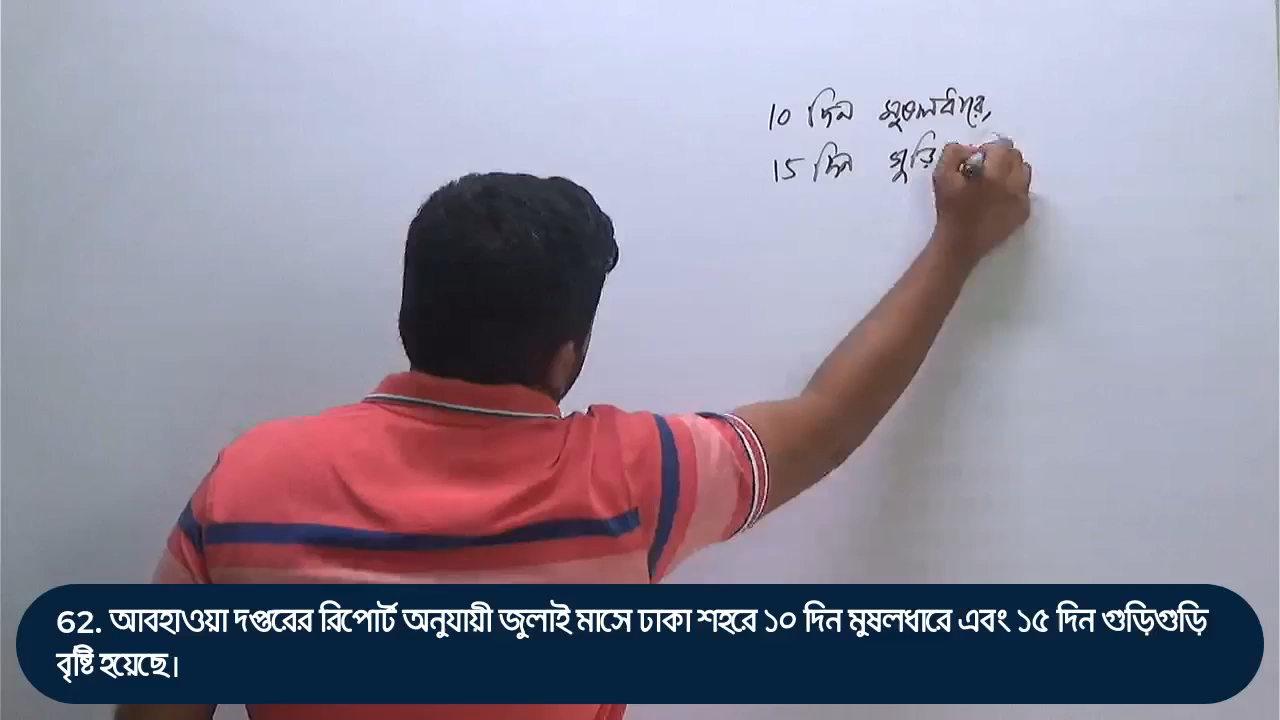 10 দিন মুষলধারে,
15 দিন গুড়ি
62. আবহাওয়া দপ্তরের রিপোর্ট অনুযায়ী জুলাই মাসে ঢাকা শহরে ১০ দিন মুষলধারে এবং ১৫ দিন গুড়িগুড়ি
বৃষ্টি হয়েছে।